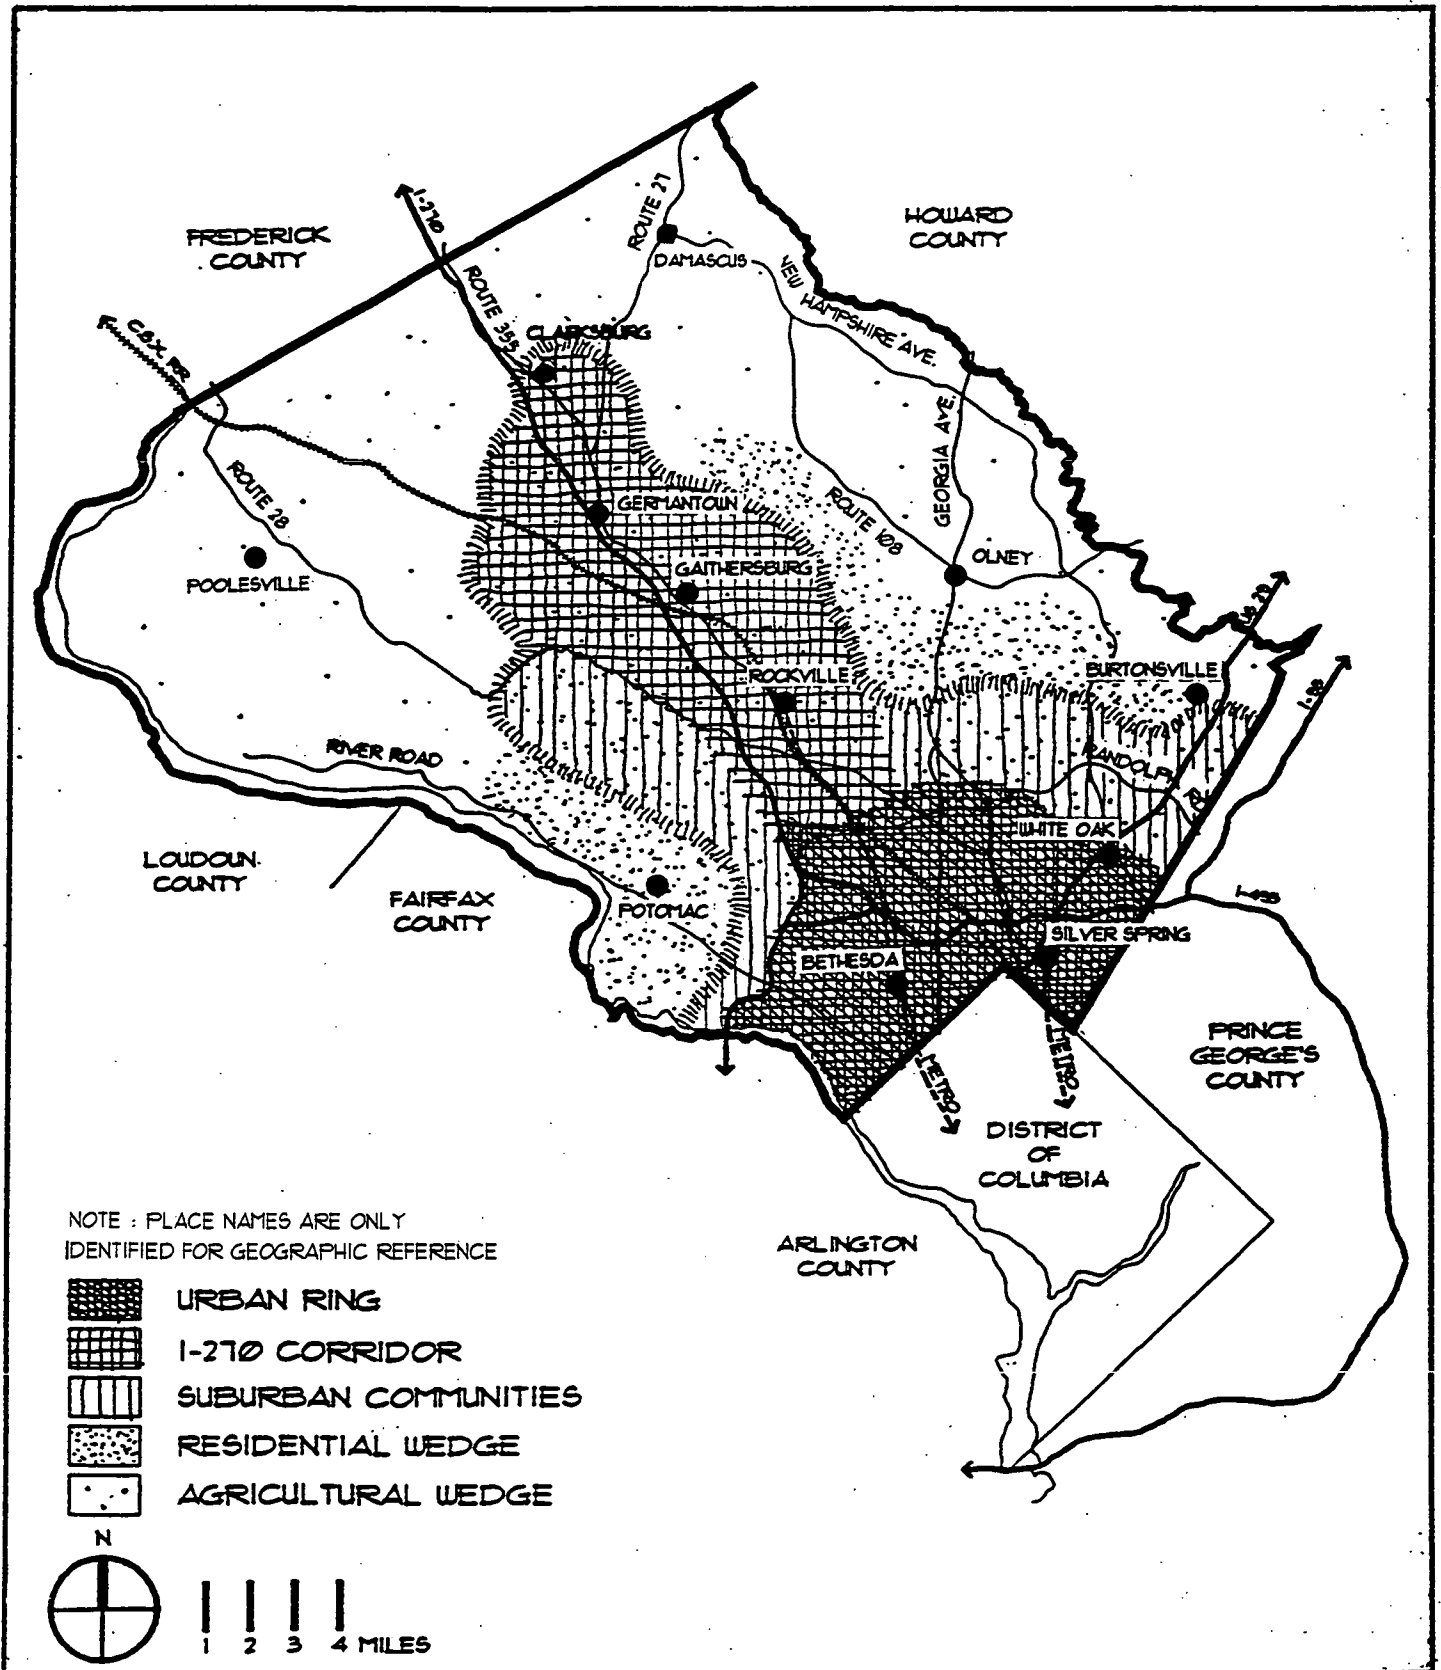 HOWARD
COUNTY
FREDERICK
COUNTY
I-270
ROUTE 27
DAMASCUS
NEW HAMPSHIRE AVE.
ROUTE 355
CLARKSBURG
C.S.X. RR
GEORGIA AVE.
ROUTE 28
GERMANTOWN
ROUTE 108
OLNEY
POOLESVILLE
GAITHERSBURG
US 29
BURTONSVILLE
ROCKVILLE
I-95
RIVER ROAD
RANDOLPH RD
WHITE OAK
LOUDOUN
COUNTY
FAIRFAX
COUNTY
POTOMAC
I-495
SILVER SPRING
BETHESDA
PRINCE
GEORGE'S
COUNTY
METRO
METRO
DISTRICT
OF
COLUMBIA
ARLINGTON
COUNTY
NOTE : PLACE NAMES ARE ONLY
IDENTIFIED FOR GEOGRAPHIC REFERENCE
URBAN RING
I-270 CORRIDOR
SUBURBAN COMMUNITIES
RESIDENTIAL WEDGE
AGRICULTURAL WEDGE
N
1 2 3 4 MILES